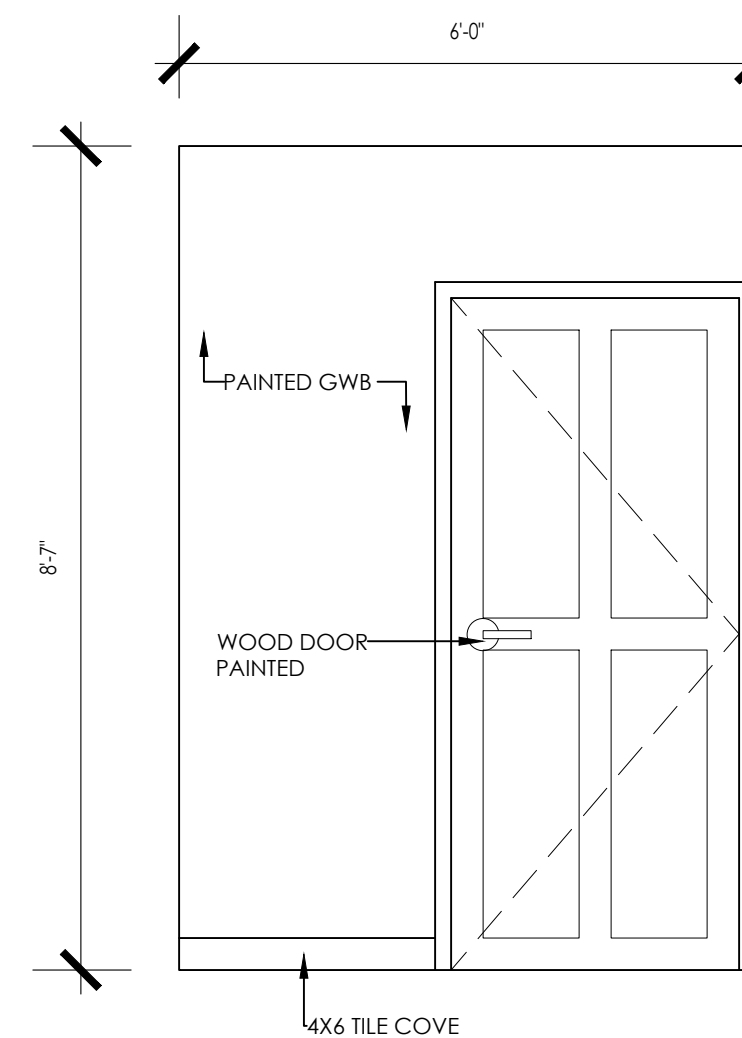 6'-0"
PAINTED GWB
8'-7"
WOOD DOOR
PAINTED
4X6 TILE COVE